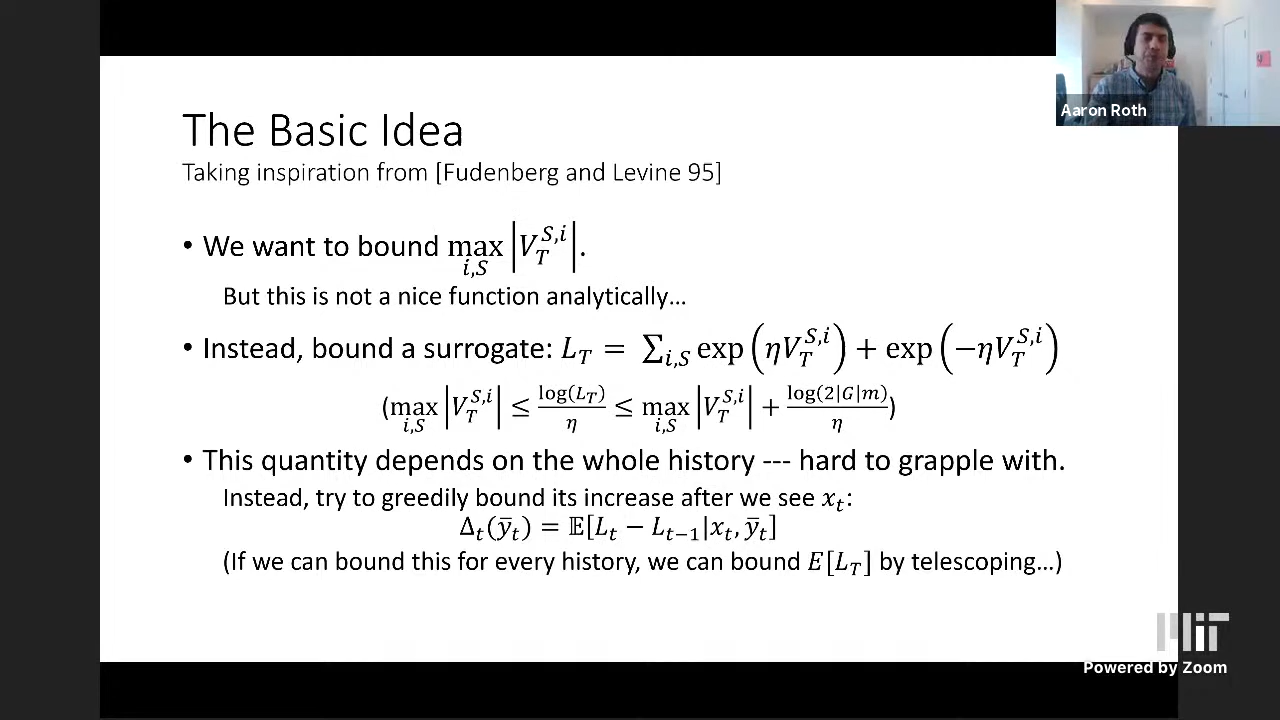 Aaron Roth
The Basic Idea
Taking inspiration from [Fudenberg and Levine 95]
• We want to bound max_{i,S} |V_T^{S,i}|.
But this is not a nice function analytically…
• Instead, bound a surrogate: L_T = ∑_{i,S} exp(ηV_T^{S,i}) + exp(−ηV_T^{S,i})
(max_{i,S} |V_T^{S,i}| ≤ log(L_T)/η ≤ max_{i,S} |V_T^{S,i}| + log(2|G|m)/η)
• This quantity depends on the whole history --- hard to grapple with.
Instead, try to greedily bound its increase after we see x_t:
Δ_t(ȳ_t) = 𝔼[L_t − L_{t−1}|x_t, ȳ_t]
(If we can bound this for every history, we can bound E[L_T] by telescoping…)
MIT
Powered by Zoom